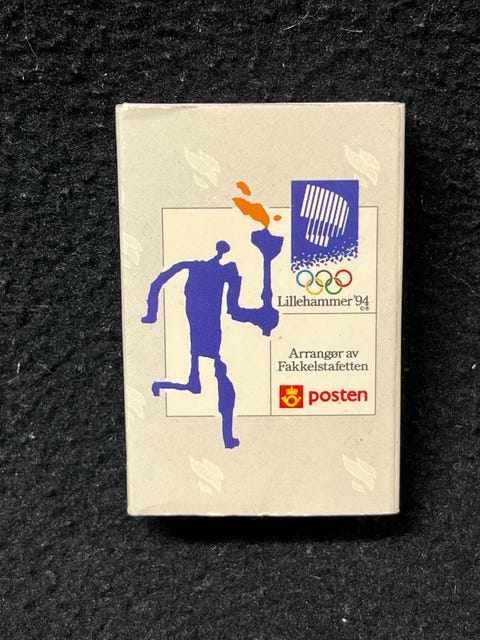 Lillehammer '94
©®
Arrangør av
Fakkelstafetten
posten